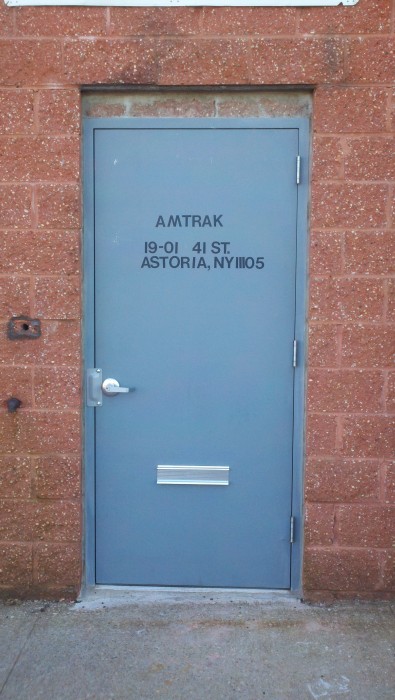 AMTRAK
19-01 41 ST.
ASTORIA, NY 11105